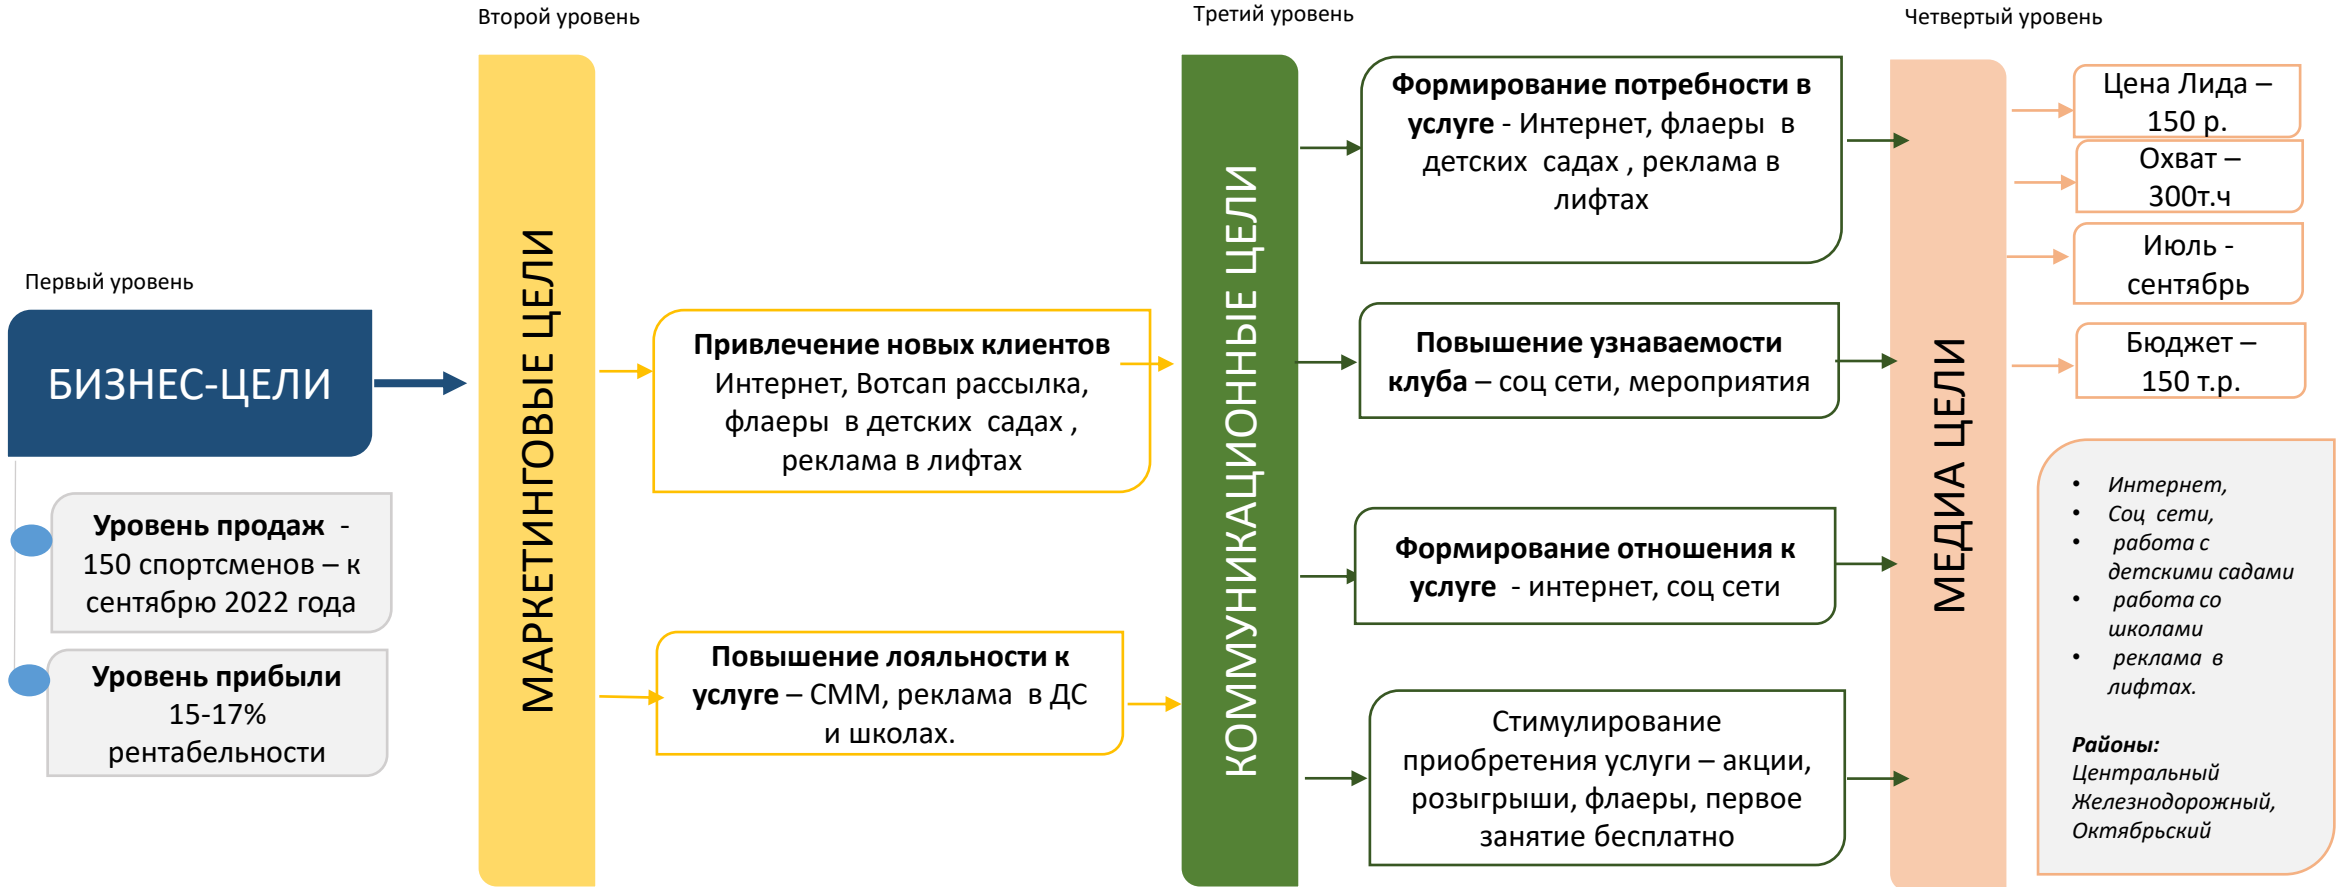 Первый уровень
БИЗНЕС-ЦЕЛИ
Уровень продаж -
150 спортсменов – к
сентябрю 2022 года
Уровень прибыли
15-17%
рентабельности
Второй уровень
МАРКЕТИНГОВЫЕ ЦЕЛИ
Привлечение новых клиентов
Интернет, Вотсап рассылка,
флаеры в детских садах ,
реклама в лифтах
Повышение лояльности к
услуге – СММ, реклама в ДС
и школах.
Третий уровень
КОММУНИКАЦИОННЫЕ ЦЕЛИ
Формирование потребности в
услуге - Интернет, флаеры в
детских садах , реклама в
лифтах
Повышение узнаваемости
клуба – соц сети, мероприятия
Формирование отношения к
услуге - интернет, соц сети
Стимулирование
приобретения услуги – акции,
розыгрыши, флаеры, первое
занятие бесплатно
Четвертый уровень
МЕДИА ЦЕЛИ
Цена Лида –
150 р.
Охват –
300т.ч
Июль -
сентябрь
Бюджет –
150 т.р.
• Интернет,
• Соц сети,
• работа с
детскими садами
• работа со
школами
• реклама в
лифтах.
Районы:
Центральный
Железнодорожный,
Октябрьский